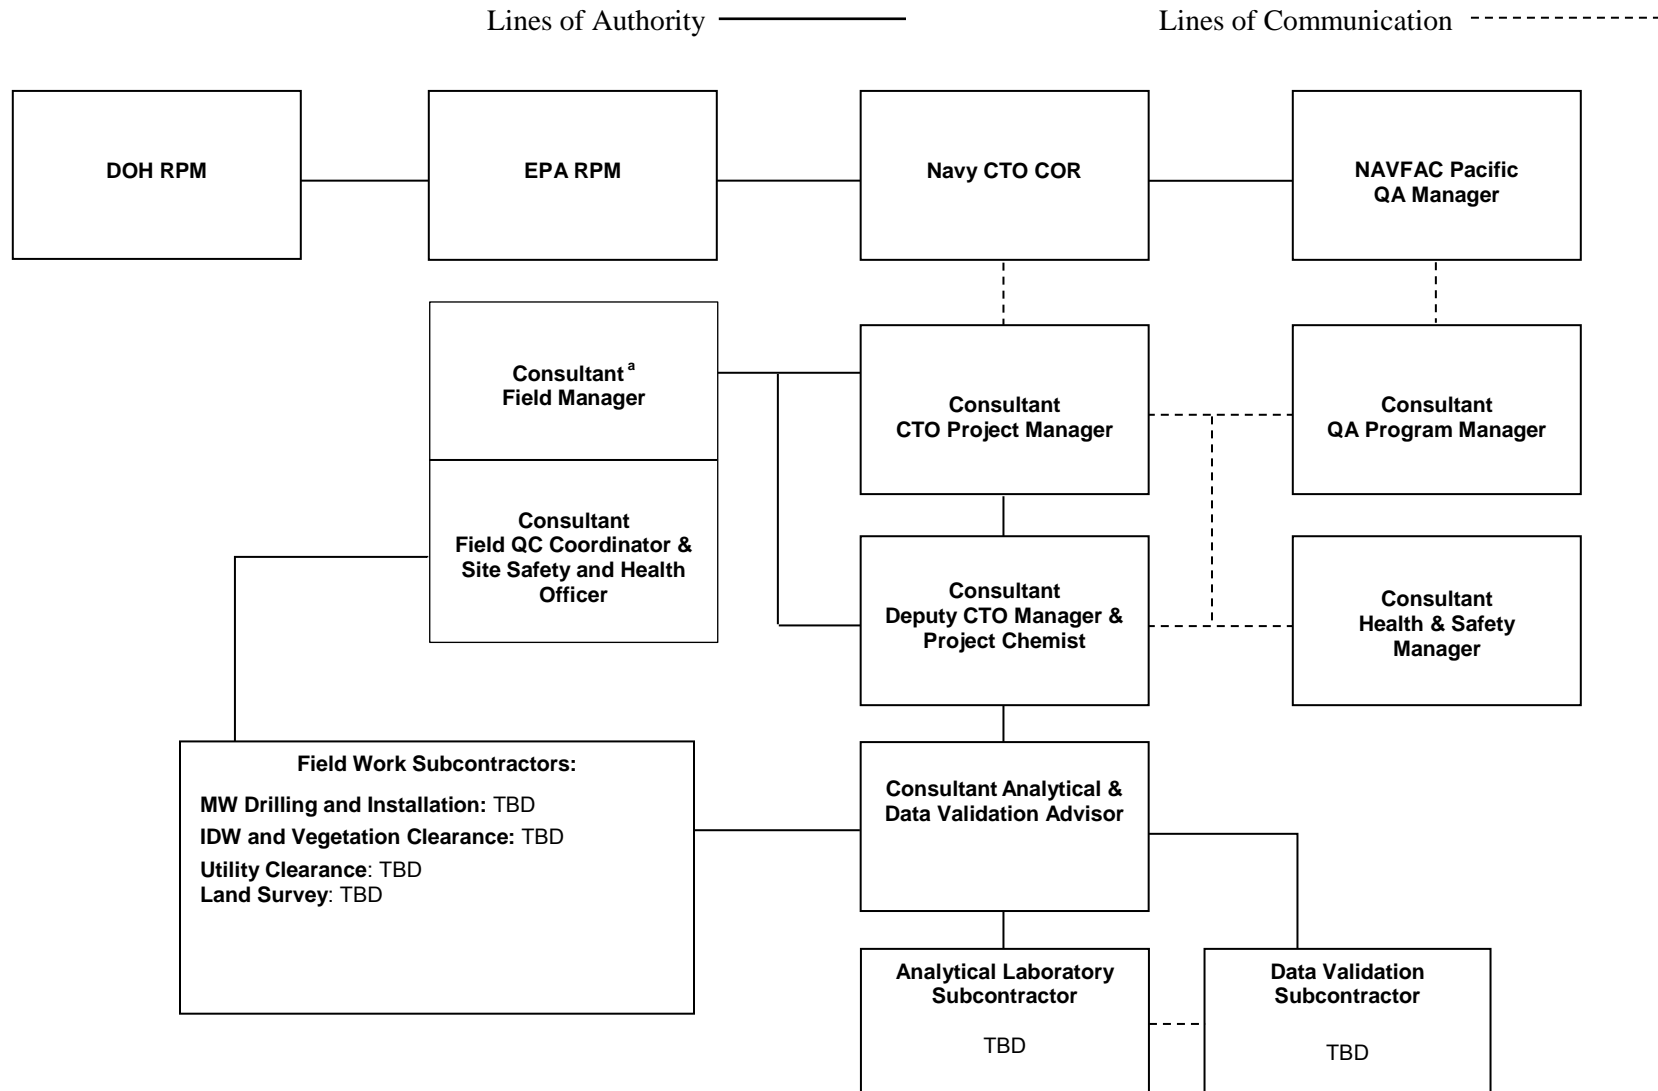 Lines of Authority
Lines of Communication
DOH RPM
EPA RPM
Navy CTO COR
NAVFAC Pacific
QA Manager
Consultant a
Field Manager
Consultant
CTO Project Manager
Consultant
QA Program Manager
Consultant
Field QC Coordinator &
Site Safety and Health
Officer
Consultant
Deputy CTO Manager &
Project Chemist
Consultant
Health & Safety
Manager
Field Work Subcontractors:
MW Drilling and Installation: TBD
IDW and Vegetation Clearance: TBD
Utility Clearance: TBD
Land Survey: TBD
Consultant Analytical &
Data Validation Advisor
Analytical Laboratory
Subcontractor
TBD
Data Validation
Subcontractor
TBD